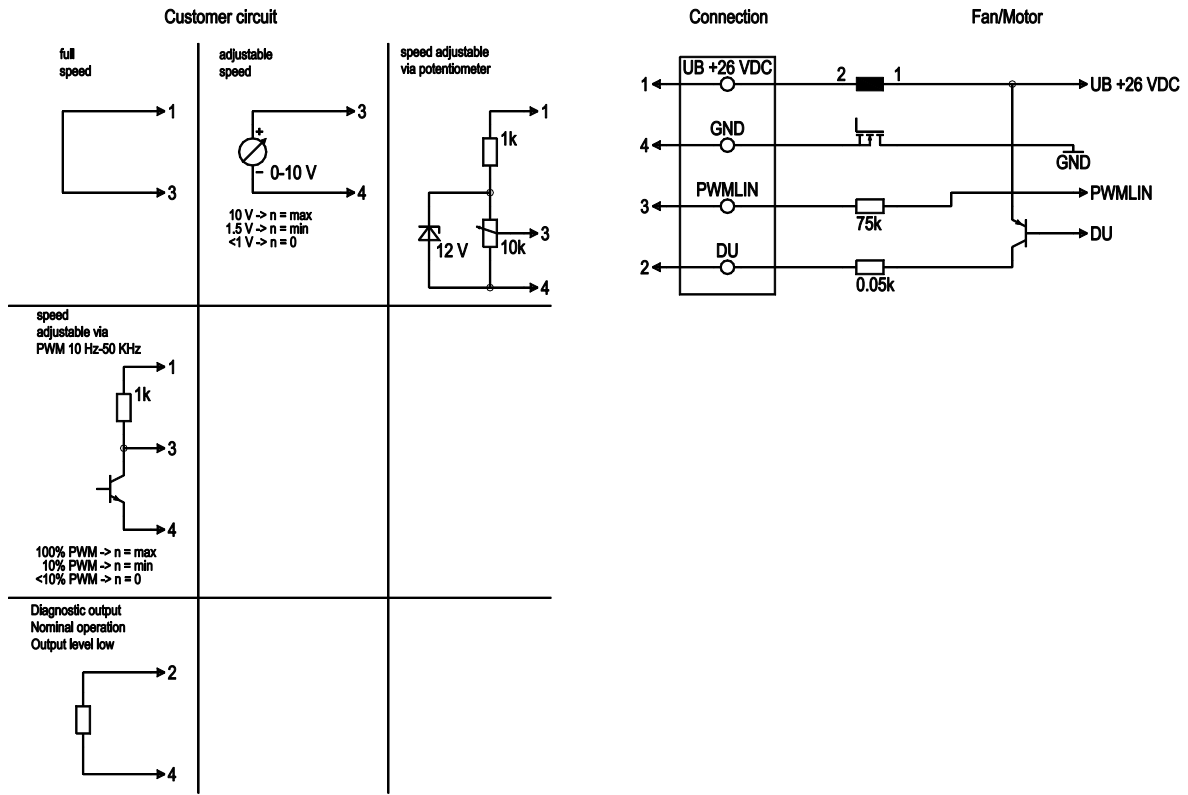 Customer circuit
full
speed
1
3
adjustable
speed
3
+
-
0-10 V
4
10 V -> n = max
1.5 V -> n = min
<1 V -> n = 0
speed adjustable
via potentiometer
1
1k
12 V
3
10k
4
speed
adjustable via
PWM 10 Hz-50 KHz
1
1k
3
4
100% PWM -> n = max
10% PWM -> n = min
<10% PWM -> n = 0
Diagnostic output
Nominal operation
Output level low
2
4
Connection
Fan/Motor
1
UB +26 VDC
2
1
UB +26 VDC
4
GND
GND
3
PWMLIN
75k
PWMLIN
DU
2
DU
0.05k